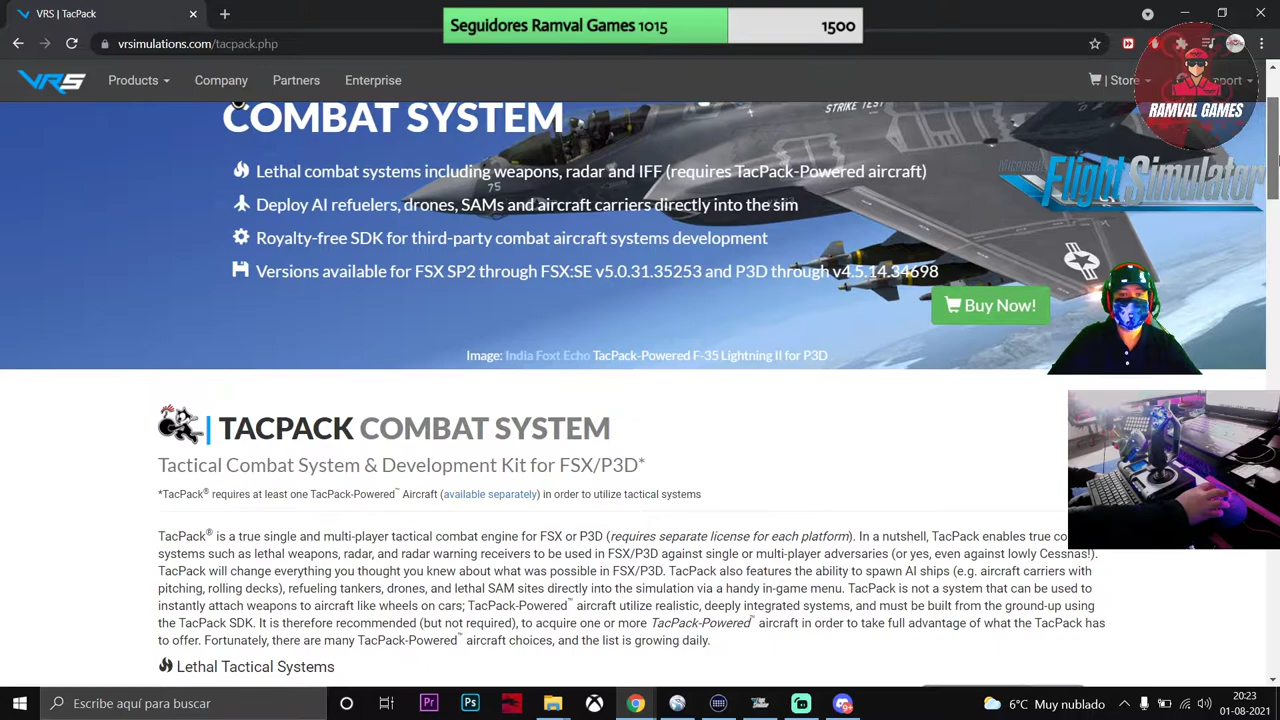 VRS | TacPack
Seguidores Ramval Games 1015
1500
vrsimulations.com/tacpack.php
VRS
Products
Company
Partners
Enterprise
| Store
RAMVAL GAMES
Microsoft
Flight Simulator
STRIKE TEST
75
COMBAT SYSTEM
Lethal combat systems including weapons, radar and IFF (requires TacPack-Powered aircraft)
Deploy AI refuelers, drones, SAMs and aircraft carriers directly into the sim
Royalty-free SDK for third-party combat aircraft systems development
Versions available for FSX SP2 through FSX:SE v5.0.31.35253 and P3D through v4.5.14.34698
Buy Now!
Image: India Foxt Echo TacPack-Powered F-35 Lightning II for P3D
| TACPACK COMBAT SYSTEM
Tactical Combat System & Development Kit for FSX/P3D*
*TacPack® requires at least one TacPack-Powered™ Aircraft (available separately) in order to utilize tactical systems
TacPack® is a true single and multi-player tactical combat engine for FSX or P3D (requires separate license for each platform). In a nutshell, TacPack enables true
systems such as lethal weapons, radar, and radar warning receivers to be used in FSX/P3D against single or multi-player adversaries (or yes, even against lowly Cessnas!).
TacPack will change everything you thought you knew about what was possible in FSX/P3D. TacPack also features the ability to spawn AI ships (e.g. aircraft carriers with
pitching, rolling decks), refueling tankers, drones, and lethal SAM sites directly into the simulation via a handy in-game menu. TacPack is not a system that can be used to
instantly attach weapons to aircraft like wheels on cars; TacPack-Powered™ aircraft utilize realistic, deeply integrated systems, and must be built from the ground-up using
the TacPack SDK. It is therefore recommended (but not required), to acquire one or more TacPack-Powered™ aircraft in order to take full advantage of what the TacPack has
to offer. Fortunately, there are many TacPack-Powered™ aircraft choices, and the list is growing daily.
Lethal Tactical Systems
Escribe aquí para buscar
6°C Muy nublado
20:23
01-08-2021